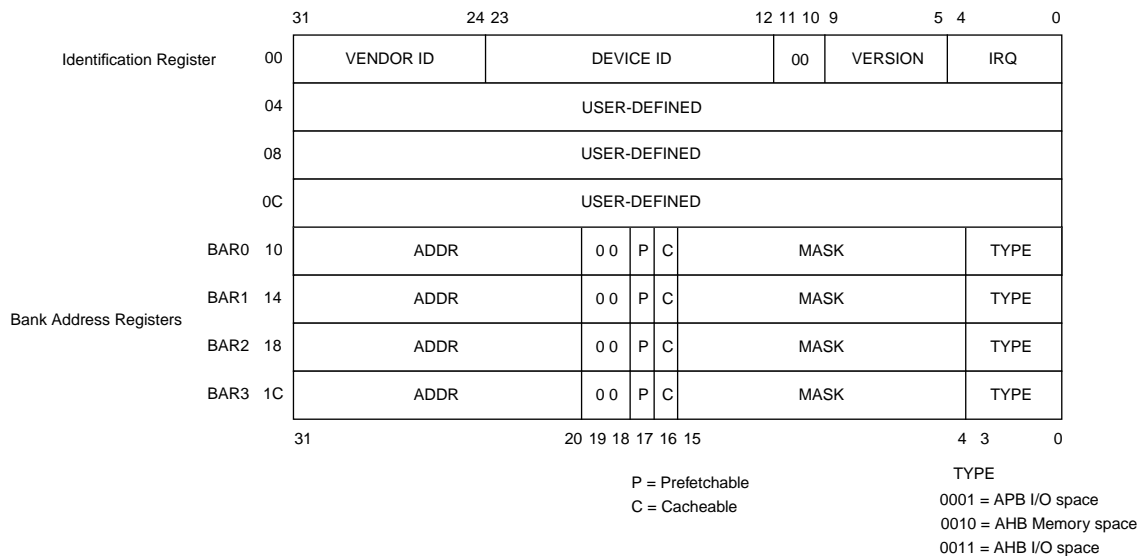 31 24 23 12 11 10 9 5 4 0
Identification Register 00 VENDOR ID DEVICE ID 00 VERSION IRQ
04 USER-DEFINED
08 USER-DEFINED
0C USER-DEFINED
BAR0 10 ADDR 0 0 P C MASK TYPE
BAR1 14 ADDR 0 0 P C MASK TYPE
Bank Address Registers
BAR2 18 ADDR 0 0 P C MASK TYPE
BAR3 1C ADDR 0 0 P C MASK TYPE
31 20 19 18 17 16 15 4 3 0
P = Prefetchable
C = Cacheable
TYPE
0001 = APB I/O space
0010 = AHB Memory space
0011 = AHB I/O space